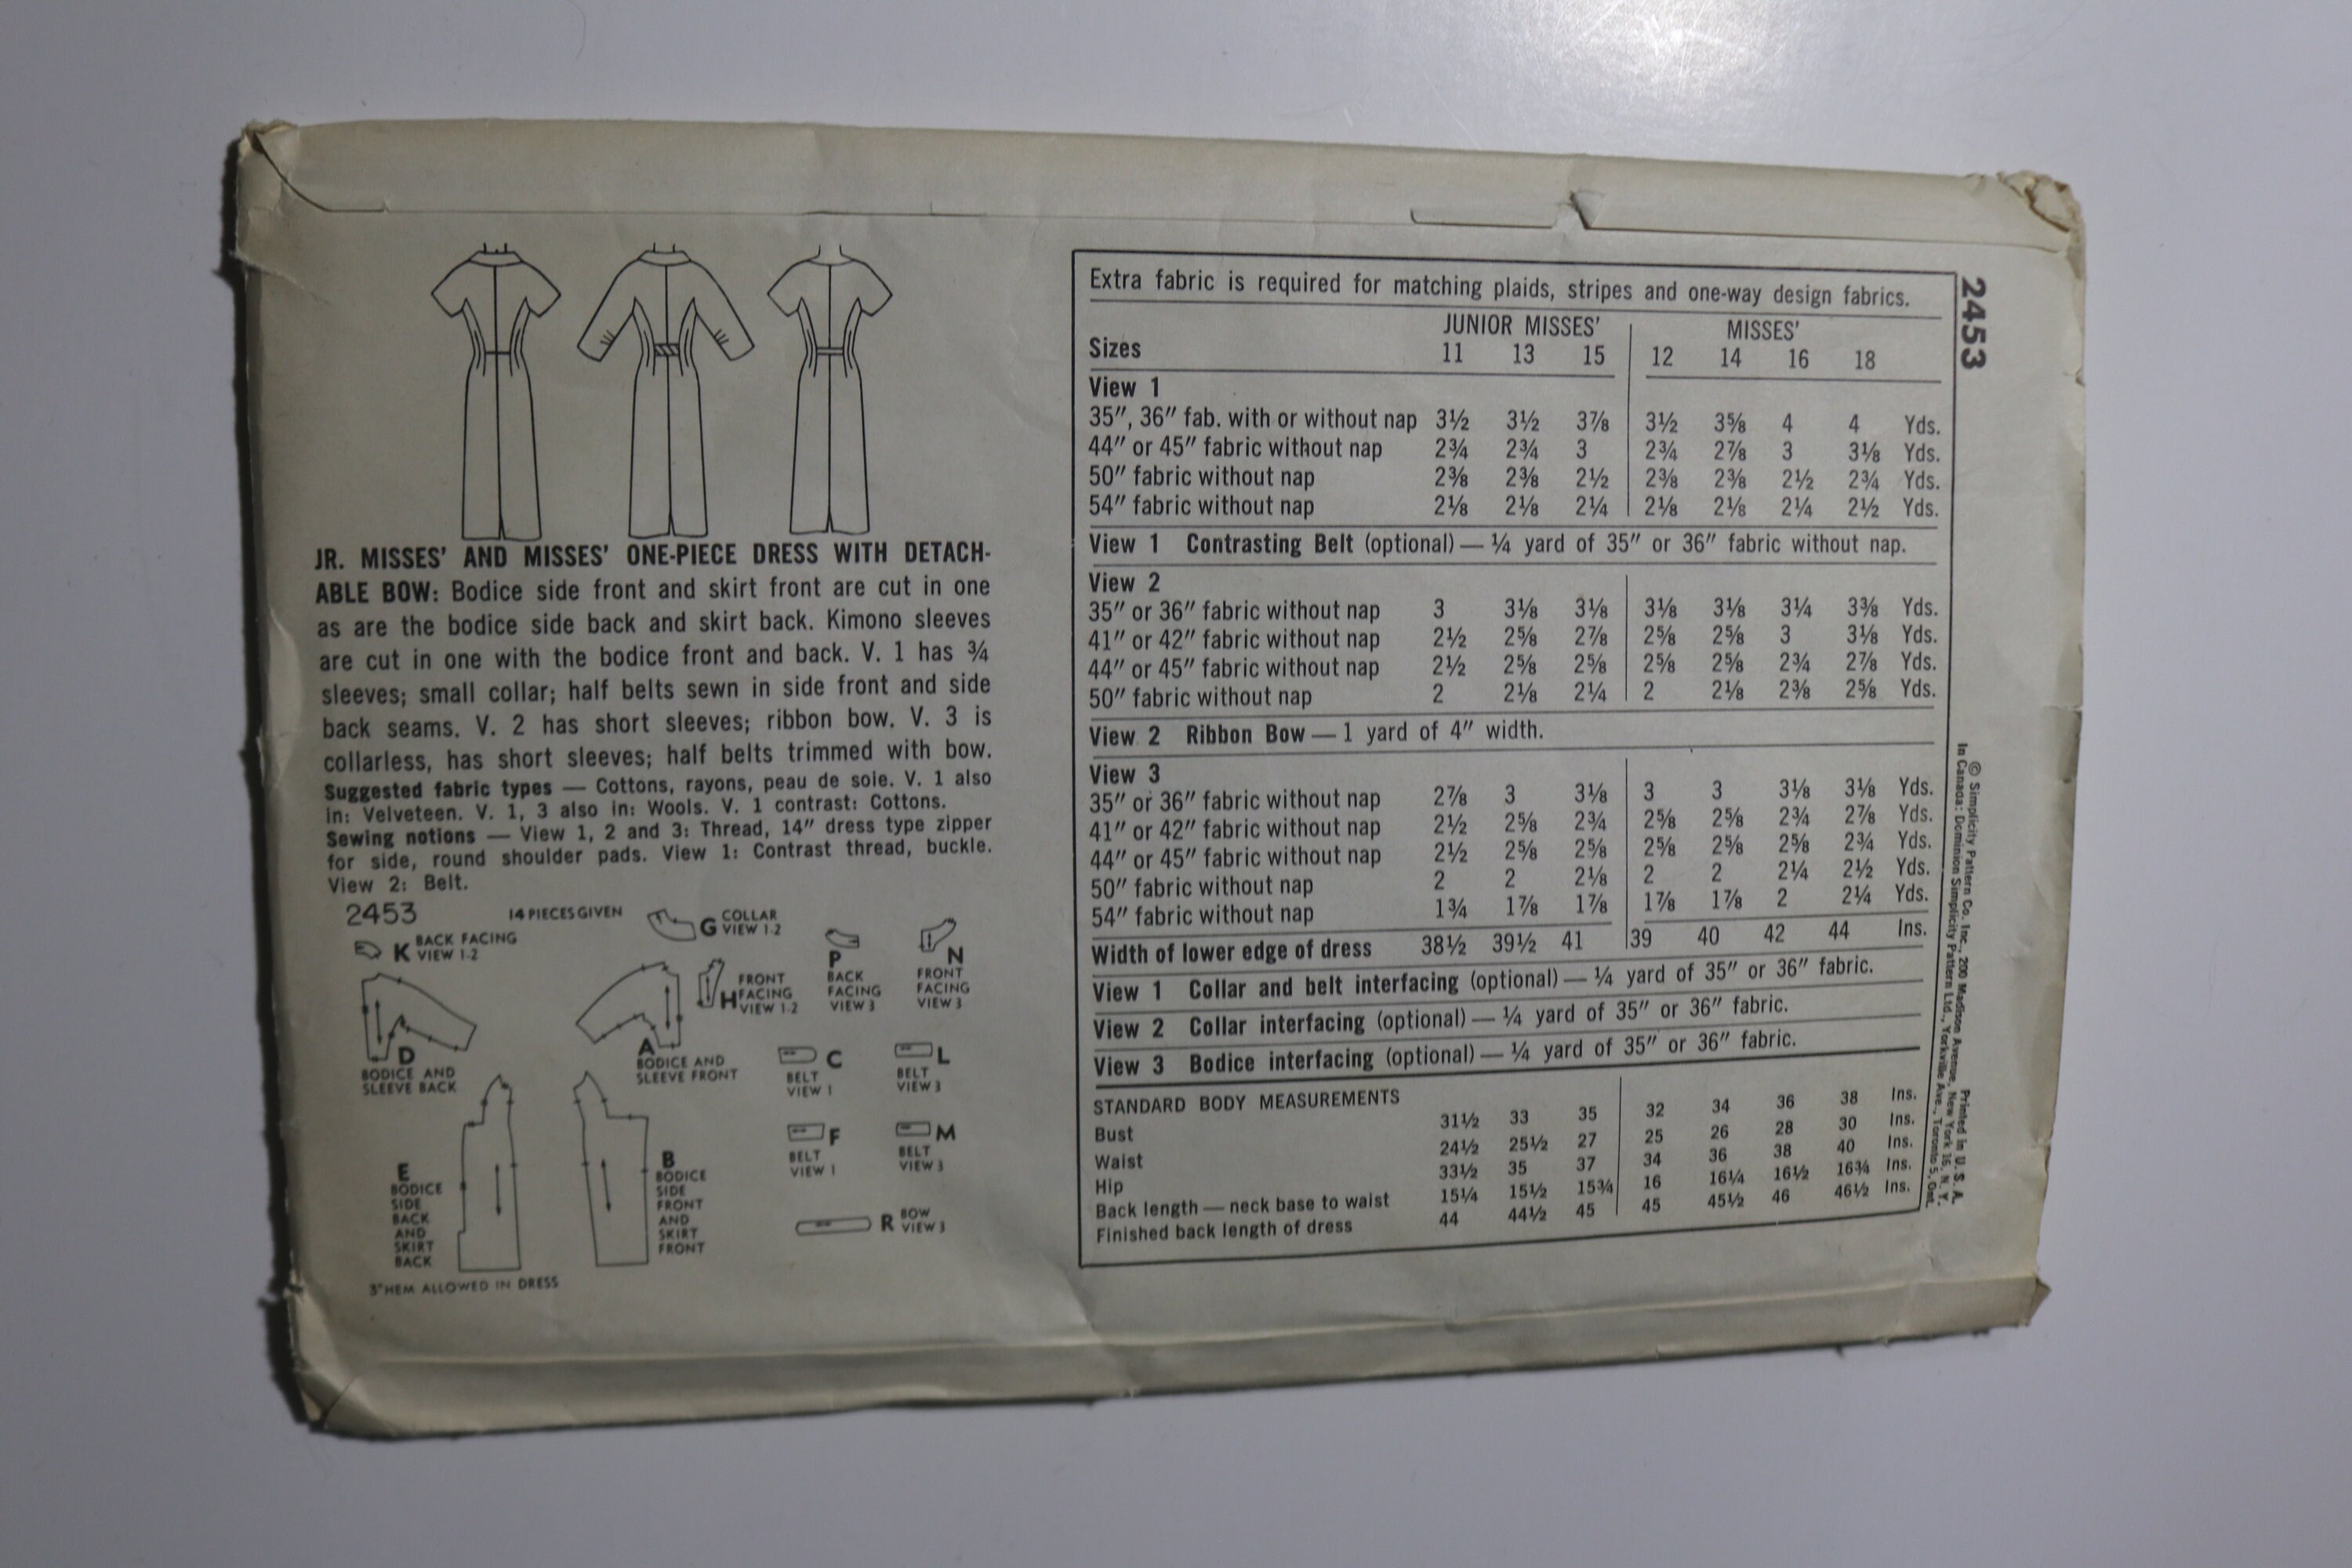 JR. MISSES' AND MISSES' ONE-PIECE DRESS WITH DETACH-
ABLE BOW: Bodice side front and skirt front are cut in one
as are the bodice side back and skirt back. Kimono sleeves
are cut in one with the bodice front and back. V. 1 has ¾
sleeves; small collar; half belts sewn in side front and side
back seams. V. 2 has short sleeves; ribbon bow. V. 3 is
collarless, has short sleeves; half belts trimmed with bow.
Suggested fabric types — Cottons, rayons, peau de soie. V. 1 also
in: Velveteen. V. 1, 3 also in: Wools. V. 1 contrast: Cottons.
Sewing notions — View 1, 2 and 3: Thread, 14" dress type zipper
for side, round shoulder pads. View 1: Contrast thread, buckle.
View 2: Belt.
2453 14 PIECES GIVEN
K BACK FACING
VIEW 1-2
G COLLAR
VIEW 1-2
P
BACK
FACING
VIEW 3
N
FRONT
FACING
VIEW 3
H FRONT
FACING
VIEW 1-2
D
BODICE AND
SLEEVE BACK
A
BODICE AND
SLEEVE FRONT
C
BELT
VIEW 1
L
BELT
VIEW 3
F
BELT
VIEW 1
M
BELT
VIEW 3
E
BODICE
SIDE
BACK
AND
SKIRT
BACK
B
BODICE
SIDE
FRONT
AND
SKIRT
FRONT
R BOW
VIEW 3
3" HEM ALLOWED IN DRESS
Extra fabric is required for matching plaids, stripes and one-way design fabrics.
JUNIOR MISSES' MISSES'
Sizes 11 13 15 12 14 16 18
View 1
35", 36" fab. with or without nap 3½ 3½ 3⅞ 3½ 3⅝ 4 4 Yds.
44" or 45" fabric without nap 2¾ 2¾ 3 2¾ 2⅞ 3 3⅛ Yds.
50" fabric without nap 2⅜ 2⅜ 2½ 2⅜ 2⅜ 2½ 2¾ Yds.
54" fabric without nap 2⅛ 2⅛ 2¼ 2⅛ 2⅛ 2¼ 2½ Yds.
View 1 Contrasting Belt (optional) — ¼ yard of 35" or 36" fabric without nap.
View 2
35" or 36" fabric without nap 3 3⅛ 3⅛ 3⅛ 3⅛ 3¼ 3⅜ Yds.
41" or 42" fabric without nap 2½ 2⅝ 2⅞ 2⅝ 2⅝ 3 3⅛ Yds.
44" or 45" fabric without nap 2½ 2⅝ 2⅝ 2⅝ 2⅝ 2¾ 2⅞ Yds.
50" fabric without nap 2 2⅛ 2¼ 2 2⅛ 2⅜ 2⅝ Yds.
View 2 Ribbon Bow — 1 yard of 4" width.
View 3
35" or 36" fabric without nap 2⅞ 3 3⅛ 3 3 3⅛ 3⅛ Yds.
41" or 42" fabric without nap 2½ 2⅝ 2¾ 2⅝ 2⅝ 2¾ 2⅞ Yds.
44" or 45" fabric without nap 2½ 2⅝ 2⅝ 2⅝ 2⅝ 2⅝ 2¾ Yds.
50" fabric without nap 2 2 2⅛ 2 2 2¼ 2½ Yds.
54" fabric without nap 1¾ 1⅞ 1⅞ 1⅞ 1⅞ 2 2¼ Yds.
Width of lower edge of dress 38½ 39½ 41 39 40 42 44 Ins.
View 1 Collar and belt interfacing (optional) — ¼ yard of 35" or 36" fabric.
View 2 Collar interfacing (optional) — ¼ yard of 35" or 36" fabric.
View 3 Bodice interfacing (optional) — ¼ yard of 35" or 36" fabric.
STANDARD BODY MEASUREMENTS
Bust 31½ 33 35 32 34 36 38 Ins.
Waist 24½ 25½ 27 25 26 28 30 Ins.
Hip 33½ 35 37 34 36 38 40 Ins.
Back length — neck base to waist 15¼ 15½ 15¾ 16 16¼ 16½ 16¾ Ins.
Finished back length of dress 44 44½ 45 45 45½ 46 46½ Ins.
2453
© Simplicity Pattern Co. Inc., 200 Madison Avenue, New York 16, N. Y. Printed in U. S. A.
In Canada: Dominion Simplicity Pattern Ltd., Yorkville Ave., Toronto 5, Ont.